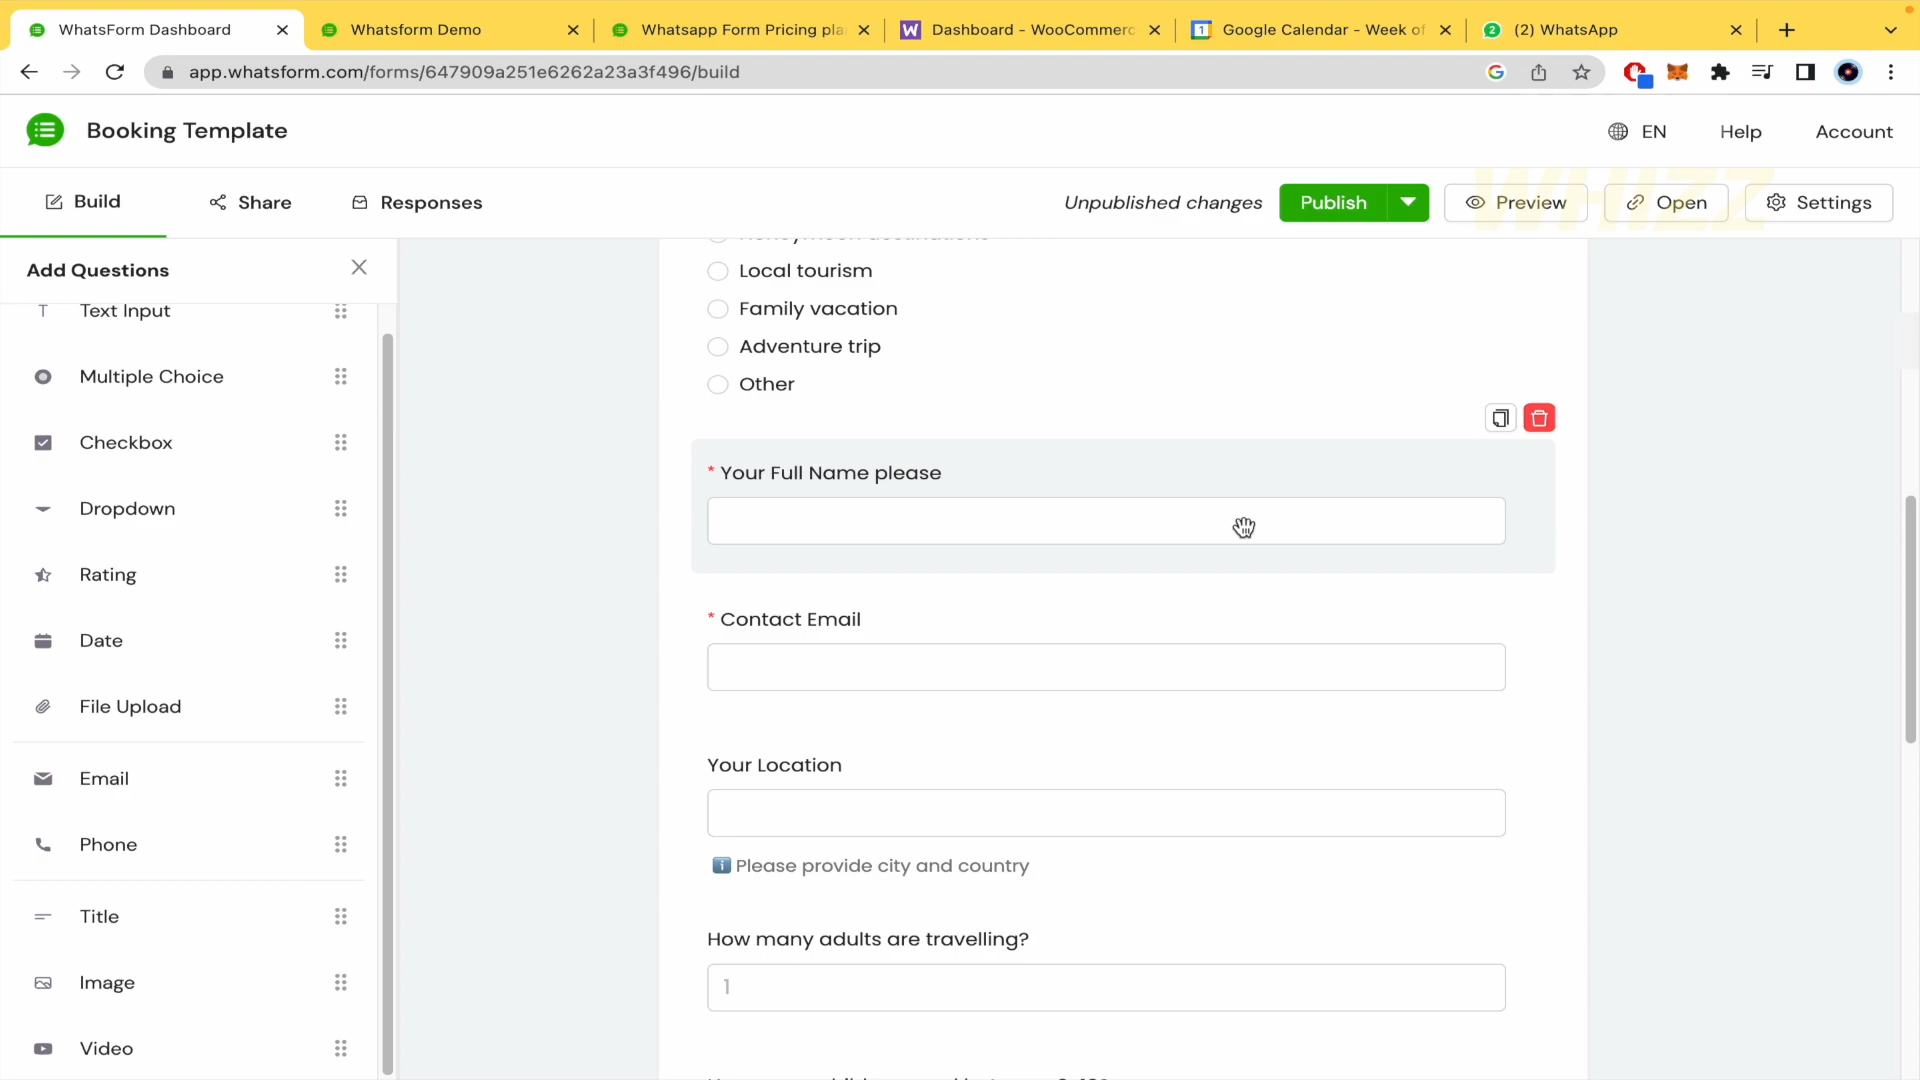 WhatsForm Dashboard
Whatsform Demo
Whatsapp Form Pricing pla
Dashboard - WooCommerc
Google Calendar - Week of
(2) WhatsApp
app.whatsform.com/forms/647909a251e6262a23a3f496/build
Booking Template
EN
Help
Account
Build
Share
Responses
Unpublished changes
Publish
Preview
Open
Settings
WHIZZ
Add Questions
Text Input
Multiple Choice
Checkbox
Dropdown
Rating
Date
File Upload
Email
Phone
Title
Image
Video
Local tourism
Family vacation
Adventure trip
Other
* Your Full Name please
* Contact Email
Your Location
Please provide city and country
How many adults are travelling?
1